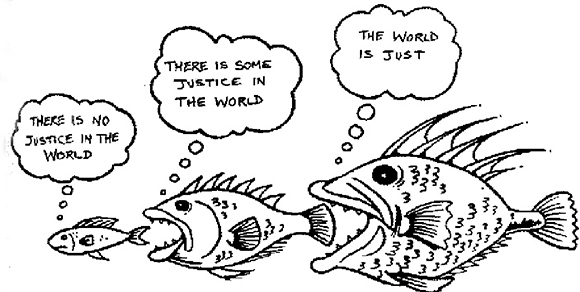 THERE IS NO
JUSTICE IN THE
WORLD
THERE IS SOME
JUSTICE IN
THE WORLD
THE WORLD
IS JUST